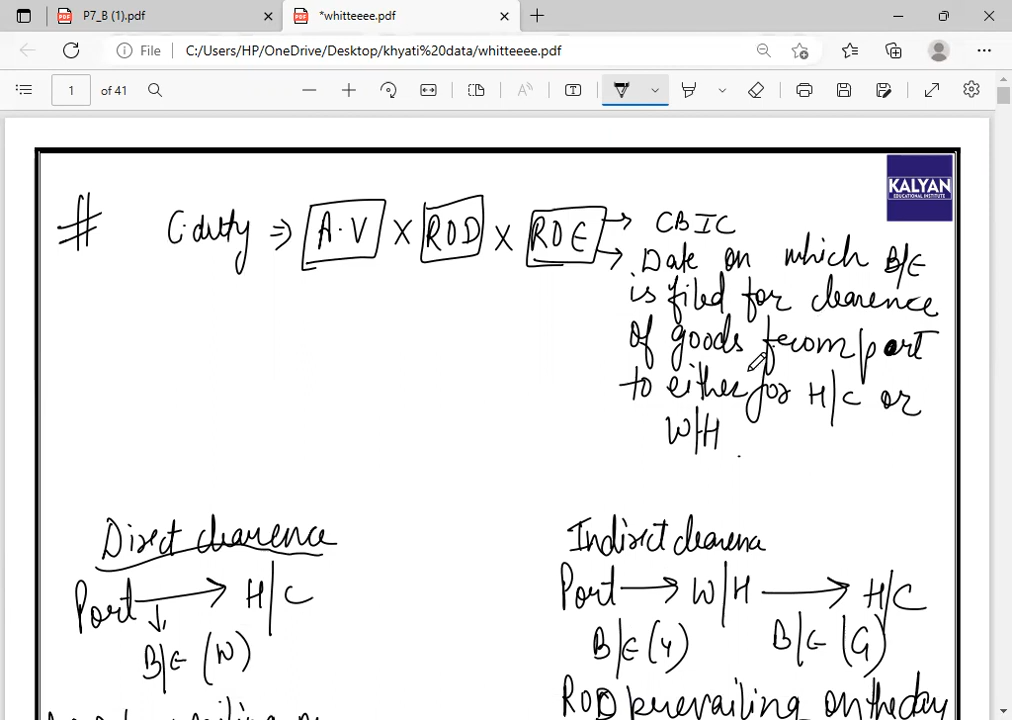 P7_B (1).pdf
*whitteeee.pdf
File C:/Users/HP/OneDrive/Desktop/khyati%20data/whitteeee.pdf
1 of 41
KALYAN
EDUCATIONAL INSTITUTE
# C.duty ⇒ A.V × ROD × ROE → CBIC
→ Date on which B/E
is filed for clearence
of goods from port
to either for H/C or
W/H.
Direct clearence
Port → H/C
↓
B/E (W)
Indirect clearena
Port → W/H → H/C
B/E (Y) B/E (G)
ROD prevailing on the day